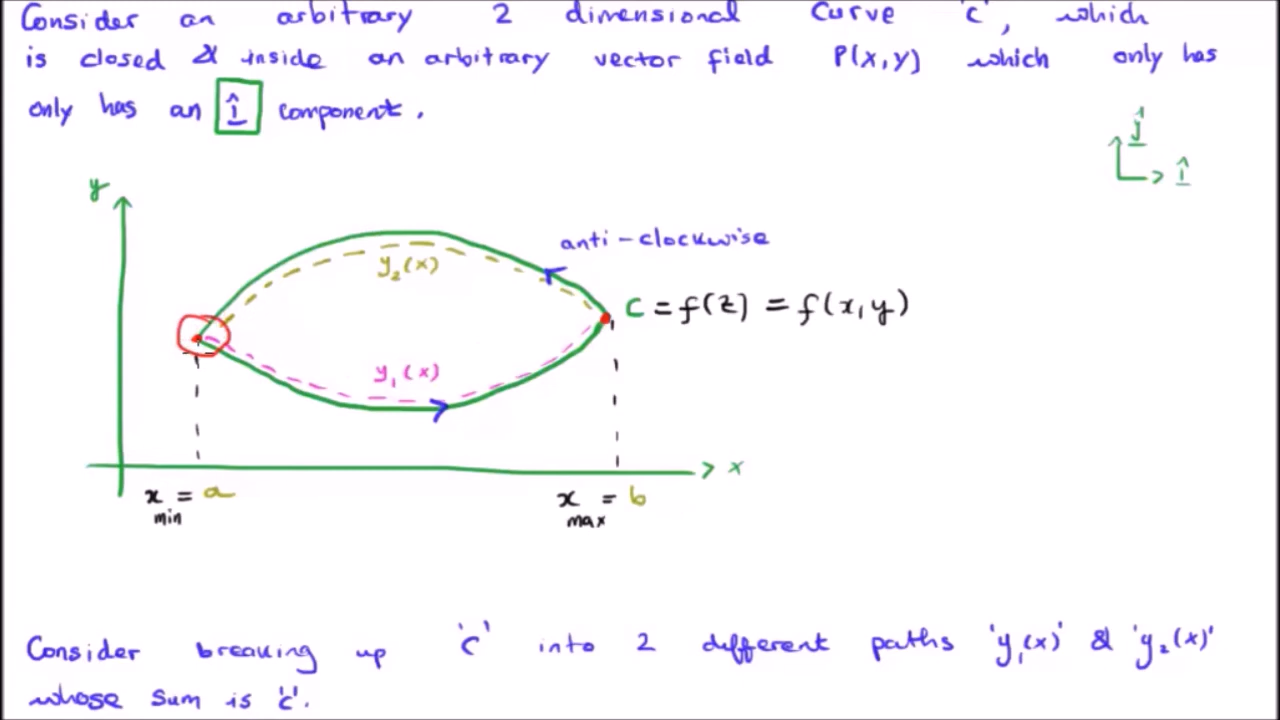 Consider an arbitrary 2 dimensional curve 'c', which
is closed & inside an arbitrary vector field P(x,y) which only has
only has an î component.
ĵ
î
y
anti-clockwise
y₂(x)
C = f(z) = f(x,y)
y₁(x)
x
x min = a
x max = b
Consider breaking up 'c' into 2 different paths 'y₁(x)' & 'y₂(x)'
whose sum is 'c'.